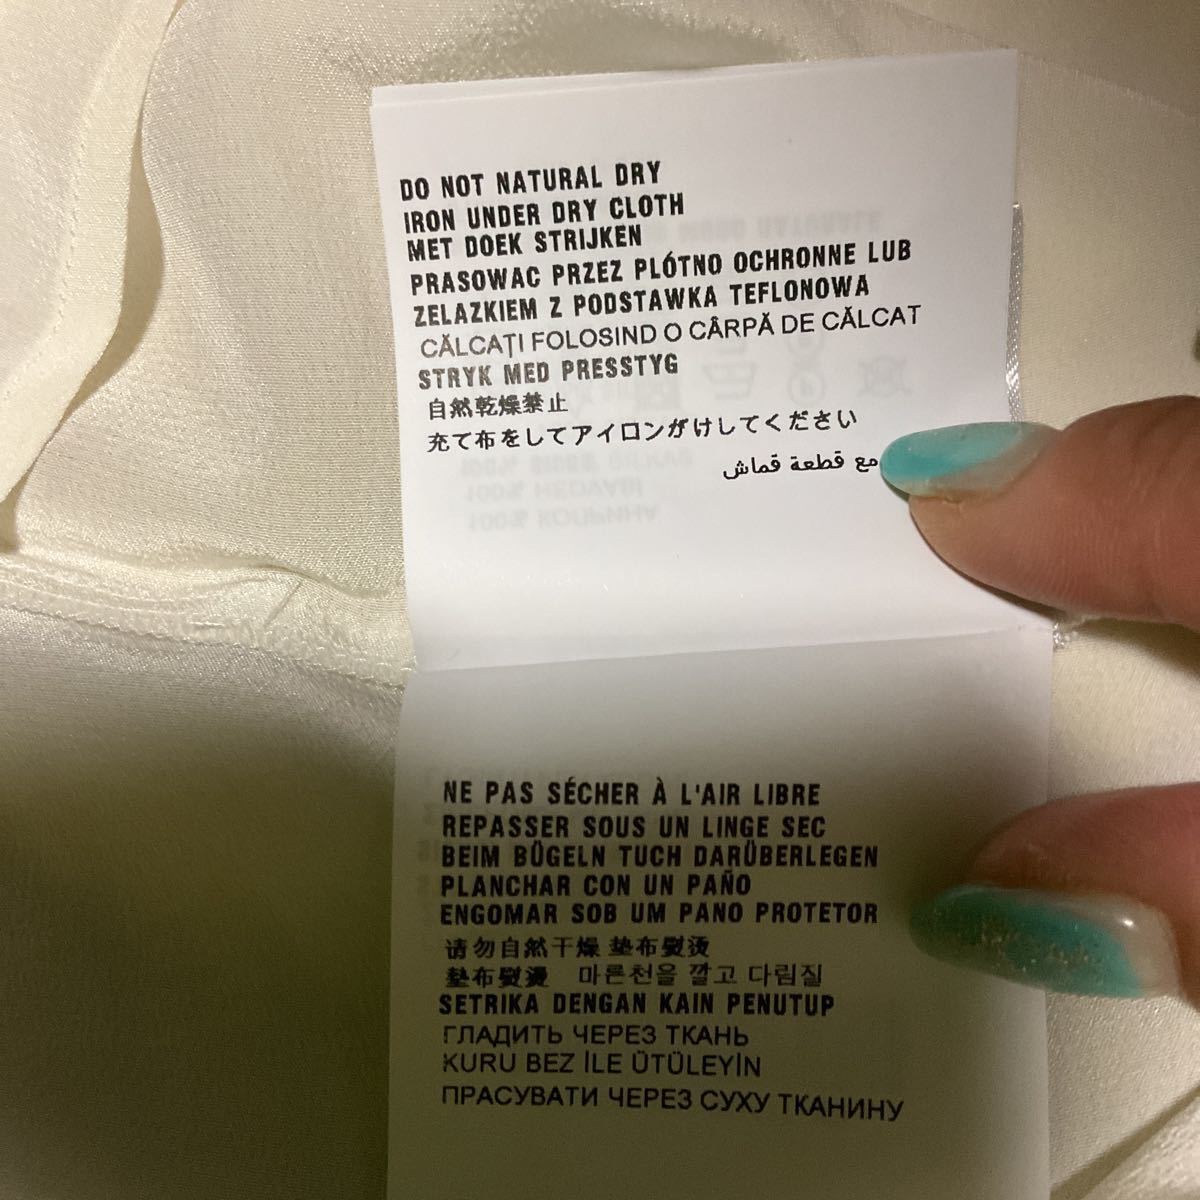 DO NOT NATURAL DRY
IRON UNDER DRY CLOTH
MET DOEK STRIJKEN
PRASOWAC PRZEZ PLÓTNO OCHRONNE LUB
ZELAZKIEM Z PODSTAWKA TEFLONOWA
CĂLCAȚI FOLOSIND O CÂRPĂ DE CĂLCAT
STRYK MED PRESSTYG
自然乾燥禁止
充て布をしてアイロンがけしてください
مع قطعة قماش
NE PAS SÉCHER À L'AIR LIBRE
REPASSER SOUS UN LINGE SEC
BEIM BÜGELN TUCH DARÜBERLEGEN
PLANCHAR CON UN PAÑO
ENGOMAR SOB UM PANO PROTETOR
请勿自然干燥 垫布熨烫
墊布熨燙 마른천을 깔고 다림질
SETRIKA DENGAN KAIN PENUTUP
ГЛАДИТЬ ЧЕРЕЗ ТКАНЬ
KURU BEZ İLE ÜTÜLEYİN
ПРАСУВАТИ ЧЕРЕЗ СУХУ ТКАНИНУ